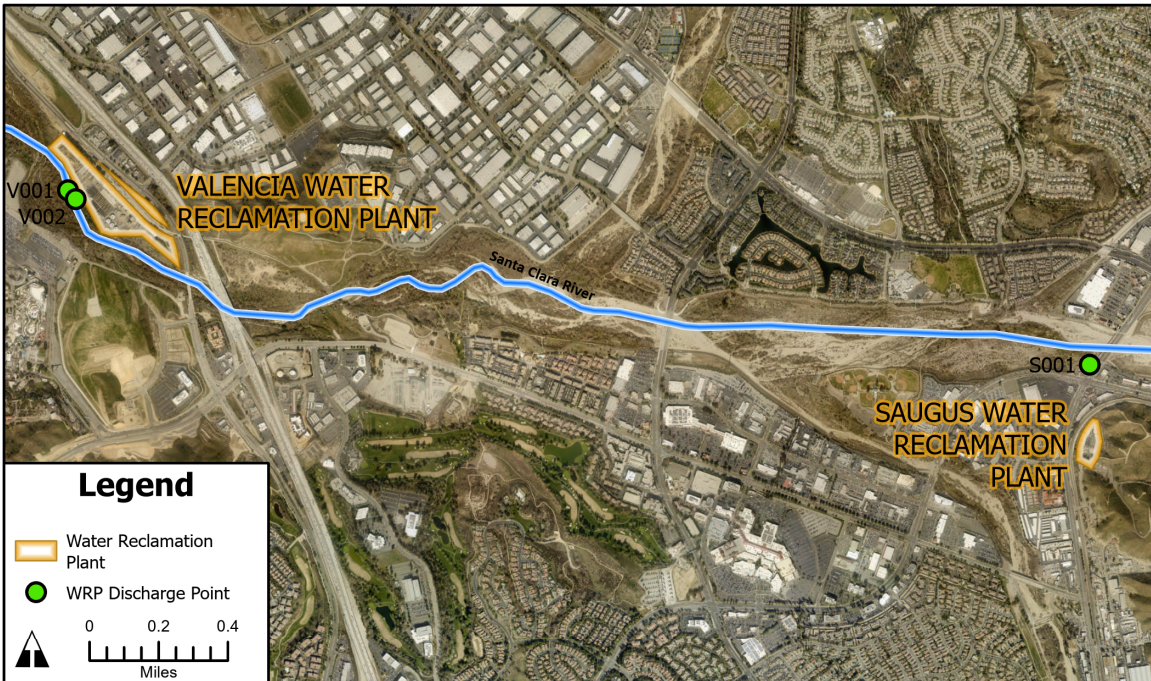 V001
V002
VALENCIA WATER
RECLAMATION PLANT
Santa Clara River
S001
SAUGUS WATER
RECLAMATION
PLANT
Legend
Water Reclamation
Plant
WRP Discharge Point
0 0.2 0.4
Miles